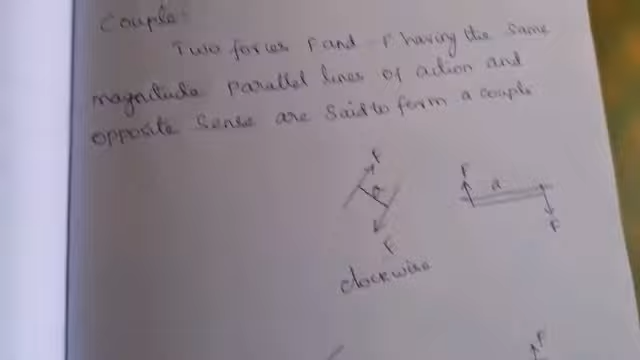 Couple:
Two forces F and -F having the same
magnitude parallel lines of action and
opposite sense are said to form a couple
F
F
a
a
F
F
clockwise
F